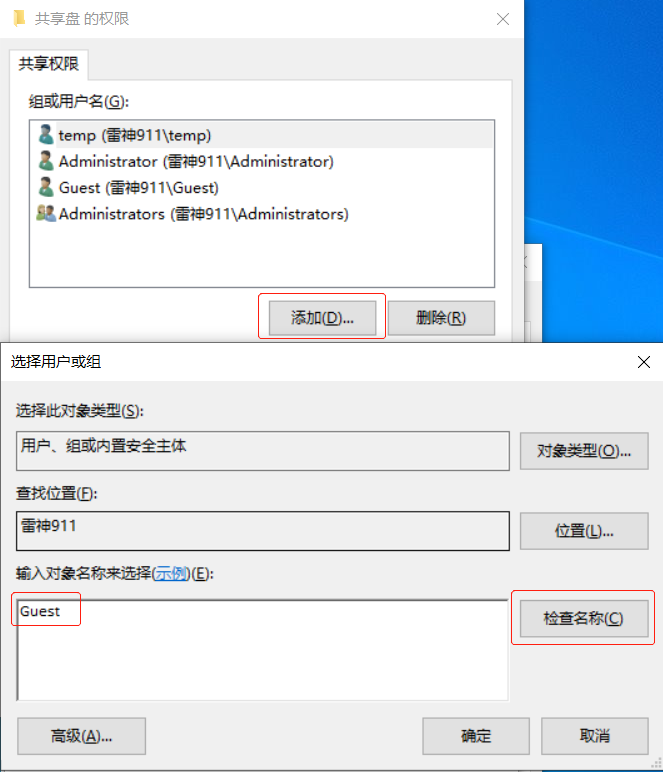 共享盘 的权限
共享权限
组或用户名(G):
temp (雷神911\temp)
Administrator (雷神911\Administrator)
Guest (雷神911\Guest)
Administrators (雷神911\Administrators)
添加(D)... 删除(R)
选择用户或组
选择此对象类型(S):
用户、组或内置安全主体 对象类型(O)...
查找位置(F):
雷神911 位置(L)...
输入对象名称来选择(示例)(E):
Guest 检查名称(C)
高级(A)... 确定 取消